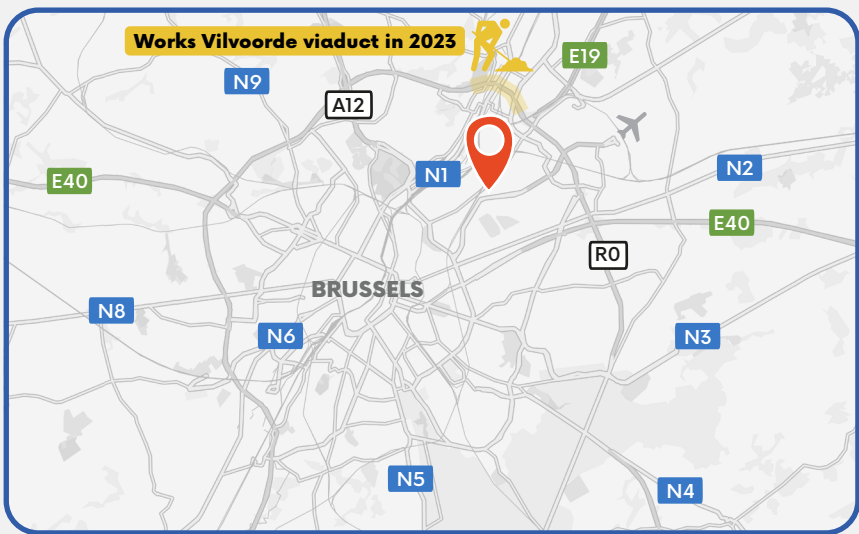 Works Vilvoorde viaduct in 2023
E19
N9
A12
N1
N2
E40
E40
R0
BRUSSELS
N8
N6
N3
N5
N4